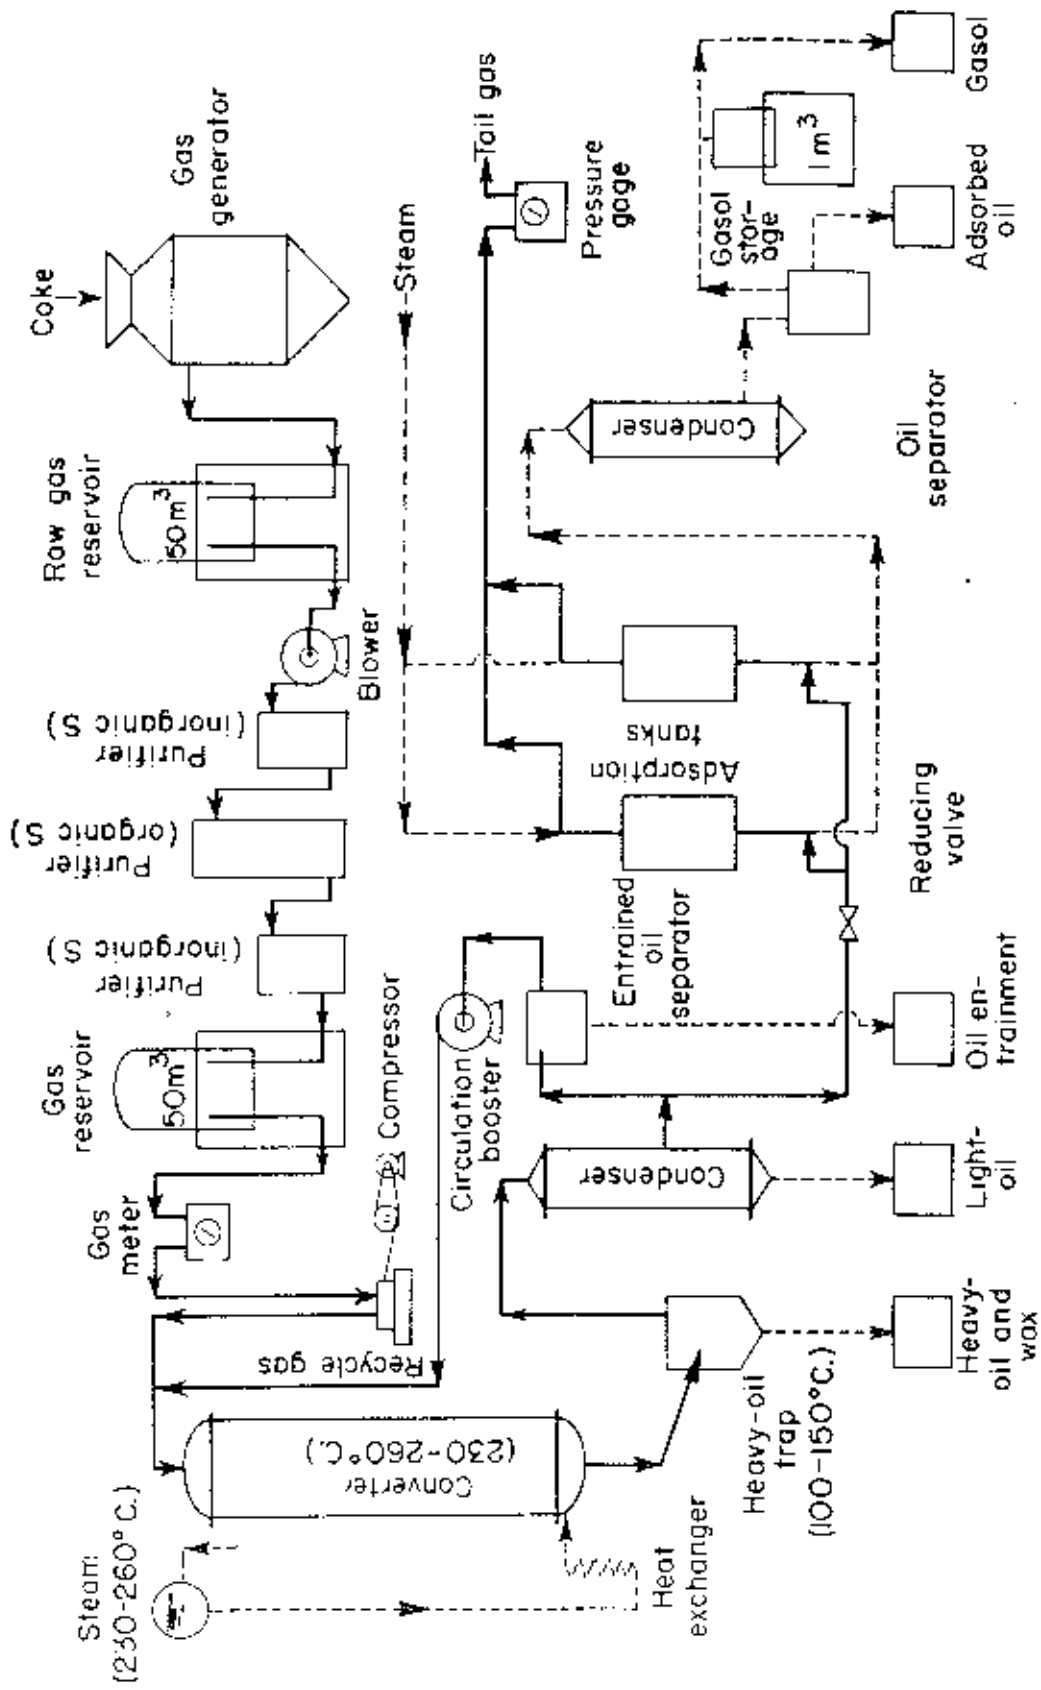 Steam
(230-260°C.)
Gas
meter
Gas
reservoir
50m³
Purifier
(inorganic S)
Purifier
(organic S)
Purifier
(inorganic S)
Blower
Raw gas
reservoir
50m³
Coke
Gas
generator
Compressor
Recycle gas
Converter
(230-260°C.)
Heat
exchanger
Heavy-oil
trap
(100-150°C.)
Heavy-
oil and
wax
Circulation
booster
Condenser
Light-
oil
Entrained
oil
separator
Oil en-
trainment
Reducing
valve
Adsorption
tanks
Steam
Tail gas
Pressure
gage
Condenser
Oil
separator
Gasol
stor-
age
1m³
Adsorbed
oil
Gasol